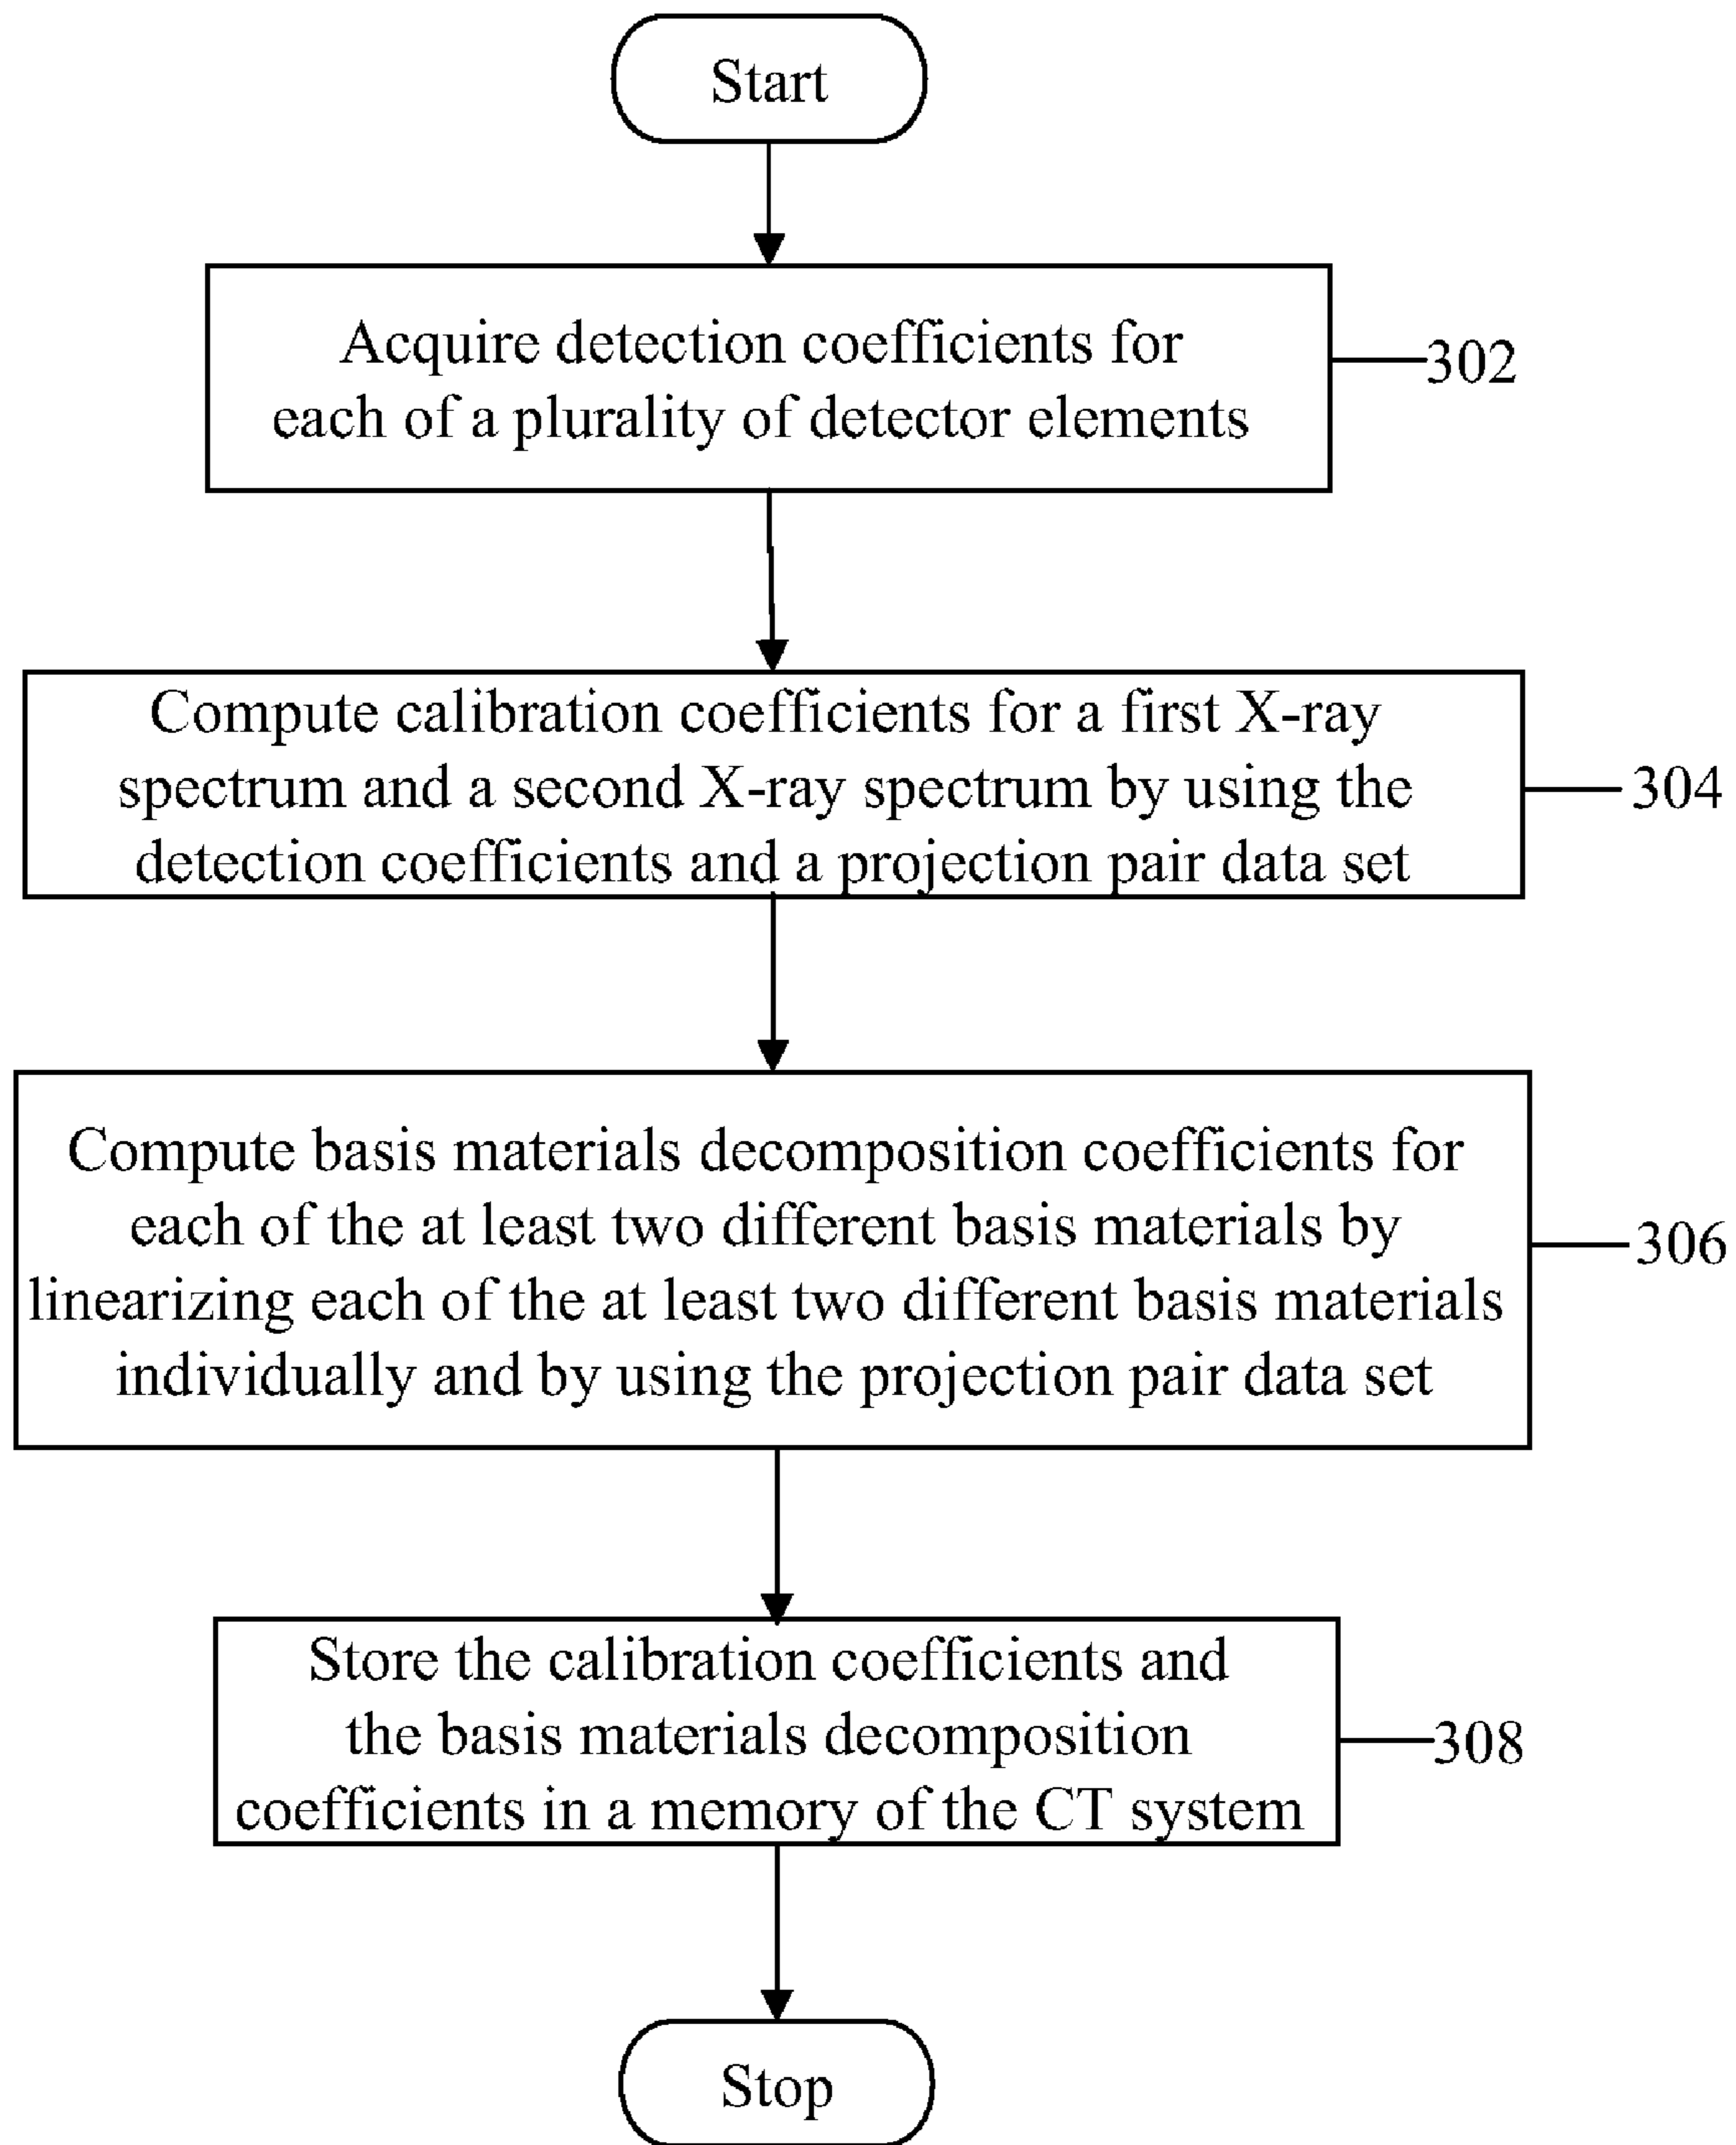 Start
Acquire detection coefficients for
each of a plurality of detector elements
302
Compute calibration coefficients for a first X-ray
spectrum and a second X-ray spectrum by using the
detection coefficients and a projection pair data set
304
Compute basis materials decomposition coefficients for
each of the at least two different basis materials by
linearizing each of the at least two different basis materials
individually and by using the projection pair data set
306
Store the calibration coefficients and
the basis materials decomposition
coefficients in a memory of the CT system
308
Stop